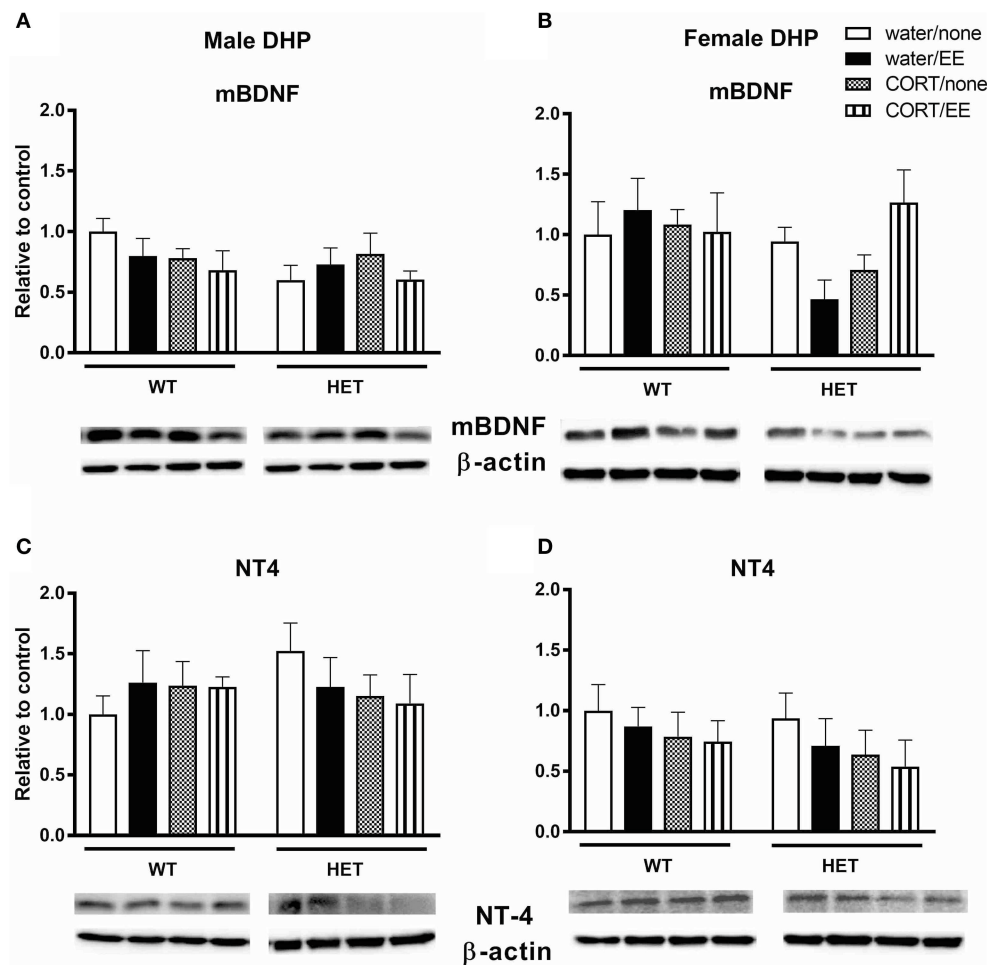 A
Male DHP
mBDNF
Relative to control
2.0
1.5
1.0
0.5
0.0
WT
HET
B
Female DHP
mBDNF
water/none
water/EE
CORT/none
CORT/EE
2.0
1.5
1.0
0.5
0.0
WT
HET
mBDNF
β-actin
C
NT4
Relative to control
2.0
1.5
1.0
0.5
0.0
WT
HET
D
NT4
2.0
1.5
1.0
0.5
0.0
WT
HET
NT-4
β-actin